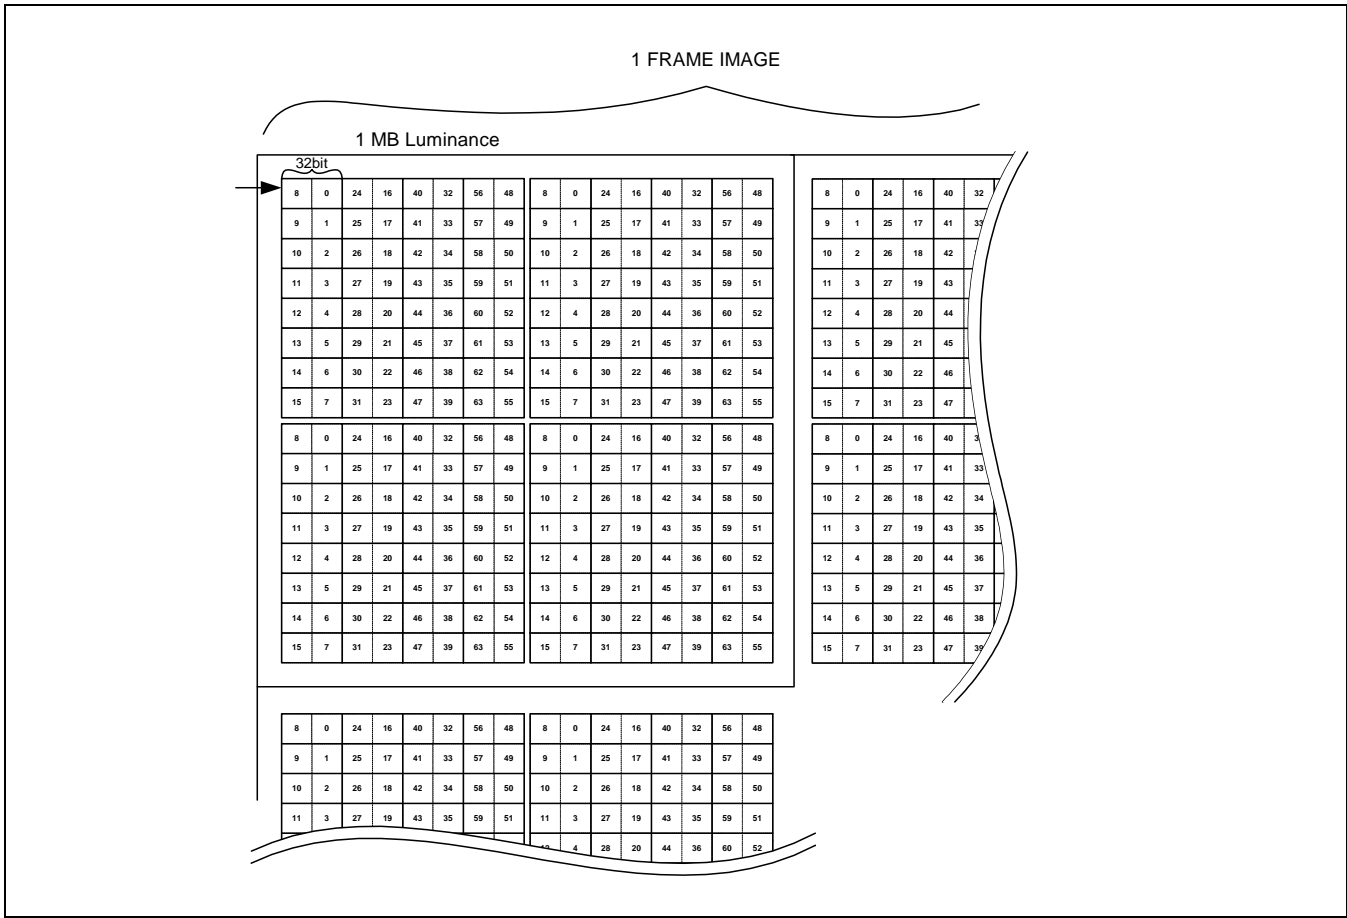 1 FRAME IMAGE
1 MB Luminance
32bit
8 0 24 16 40 32 56 48 8 0 24 16 40 32 56 48 8 0 24 16 40 32
9 1 25 17 41 33 57 49 9 1 25 17 41 33 57 49 9 1 25 17 41 33
10 2 26 18 42 34 58 50 10 2 26 18 42 34 58 50 10 2 26 18 42
11 3 27 19 43 35 59 51 11 3 27 19 43 35 59 51 11 3 27 19 43
12 4 28 20 44 36 60 52 12 4 28 20 44 36 60 52 12 4 28 20 44
13 5 29 21 45 37 61 53 13 5 29 21 45 37 61 53 13 5 29 21 45
14 6 30 22 46 38 62 54 14 6 30 22 46 38 62 54 14 6 30 22 46
15 7 31 23 47 39 63 55 15 7 31 23 47 39 63 55 15 7 31 23 47
8 0 24 16 40 32 56 48 8 0 24 16 40 32 56 48 8 0 24 16 40
9 1 25 17 41 33 57 49 9 1 25 17 41 33 57 49 9 1 25 17 41 33
10 2 26 18 42 34 58 50 10 2 26 18 42 34 58 50 10 2 26 18 42 34
11 3 27 19 43 35 59 51 11 3 27 19 43 35 59 51 11 3 27 19 43 35
12 4 28 20 44 36 60 52 12 4 28 20 44 36 60 52 12 4 28 20 44 36
13 5 29 21 45 37 61 53 13 5 29 21 45 37 61 53 13 5 29 21 45 37
14 6 30 22 46 38 62 54 14 6 30 22 46 38 62 54 14 6 30 22 46 38
15 7 31 23 47 39 63 55 15 7 31 23 47 39 63 55 15 7 31 23 47 39
8 0 24 16 40 32 56 48 8 0 24 16 40 32 56 48
9 1 25 17 41 33 57 49 9 1 25 17 41 33 57 49
10 2 26 18 42 34 58 50 10 2 26 18 42 34 58 50
11 3 27 19 43 35 59 51 11 3 27 19 43 35 59 51
4 28 20 44 36 60 52